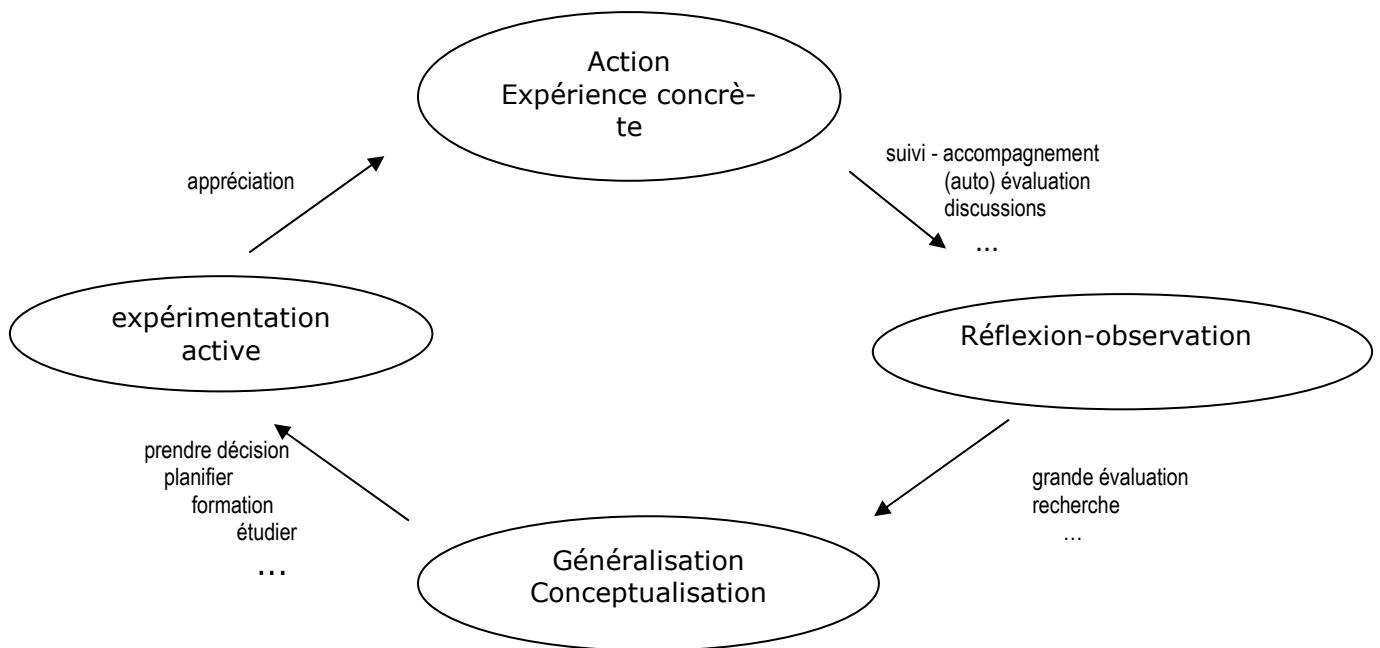 Action
Expérience concrè-
te
suivi - accompagnement
(auto) évaluation
discussions
...
appréciation
expérimentation
active
Réflexion-observation
prendre décision
planifier
formation
étudier
...
grande évaluation
recherche
...
Généralisation
Conceptualisation